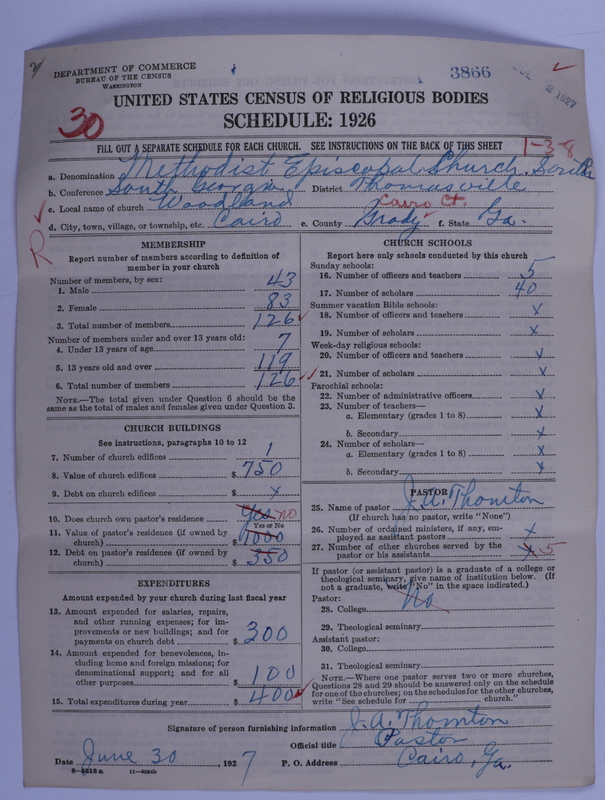 DEPARTMENT OF COMMERCE
BUREAU OF THE CENSUS
WASHINGTON
3866
JUL 2 1927
UNITED STATES CENSUS OF RELIGIOUS BODIES
SCHEDULE: 1926
30
FILL OUT A SEPARATE SCHEDULE FOR EACH CHURCH. SEE INSTRUCTIONS ON THE BACK OF THIS SHEET
1-3-8
a. Denomination Methodist Episcopal Church, South
b. Conference South Georgia District Thomasville
c. Local name of church Woodland Cairo Ct.
d. City, town, village, or township, etc. Cairo e. County Grady f. State Ga.
R
MEMBERSHIP
Report number of members according to definition of
member in your church
Number of members, by sex:
1. Male 43
2. Female 83
3. Total number of members 126
Number of members under and over 13 years old:
4. Under 13 years of age 7
5. 13 years old and over 119
6. Total number of members 126
NOTE.—The total given under Question 6 should be
same as the total of males and females given under Question 3.
CHURCH BUILDINGS
See instructions, paragraphs 10 to 12
7. Number of church edifices 1
8. Value of church edifices $ 750
9. Debt on church edifices $ x
10. Does church own pastor's residence Yes no
Yes or No
11. Value of pastor's residence (if owned by
church) $ 1000
12. Debt on pastor's residence (if owned by
church) $ 350
EXPENDITURES
Amount expended by your church during last fiscal year
13. Amount expended for salaries, repairs,
and other running expenses; for im-
provements or new buildings; and for
payments on church debt $ 300
14. Amount expended for benevolences, in-
cluding home and foreign missions; for
denominational support; and for all
other purposes $ 100
15. Total expenditures during year $ 400
CHURCH SCHOOLS
Report here only schools conducted by this church
Sunday schools:
16. Number of officers and teachers 5
17. Number of scholars 40
Summer vacation Bible schools:
18. Number of officers and teachers x
19. Number of scholars x
Week-day religious schools:
20. Number of officers and teachers x
21. Number of scholars x
Parochial schools:
22. Number of administrative officers x
23. Number of teachers—
a. Elementary (grades 1 to 8) x
b. Secondary x
24. Number of scholars—
a. Elementary (grades 1 to 8) x
b. Secondary x
PASTOR
25. Name of pastor J. A. Thornton
(If church has no pastor, write "None")
26. Number of ordained ministers, if any, em-
ployed as assistant pastors x
27. Number of other churches served by the
pastor or his assistants x 5
If pastor (or assistant pastor) is a graduate of a college or
theological seminary, give name of institution below. (If
not a graduate, write "No" in the space indicated.)
Pastor: No
28. College
29. Theological seminary
Assistant pastor:
30. College
31. Theological seminary
NOTE.—Where one pastor serves two or more churches,
Questions 28 and 29 should be answered only on the schedule
for one of the churches; on the schedules for the other churches,
write "See schedule for church."
Signature of person furnishing information J. A. Thornton
Official title Pastor
Date June 30, 1927 P. O. Address Cairo, Ga.